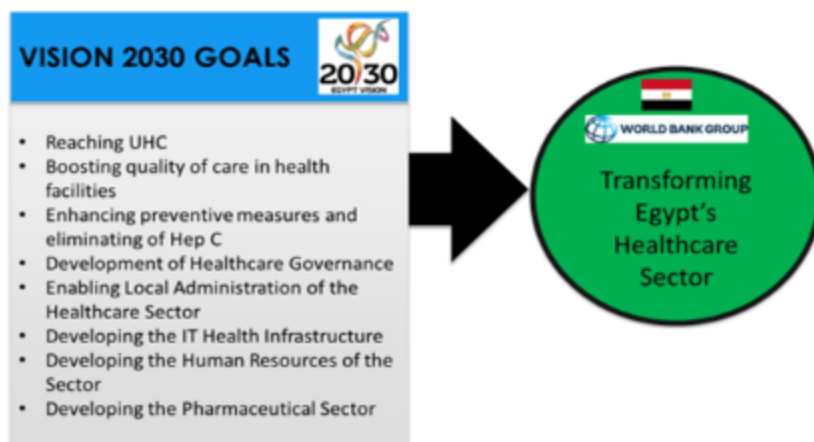 VISION 2030 GOALS
2030
EGYPT VISION
• Reaching UHC
• Boosting quality of care in health
facilities
• Enhancing preventive measures and
eliminating of Hep C
• Development of Healthcare Governance
• Enabling Local Administration of the
Healthcare Sector
• Developing the IT Health Infrastructure
• Developing the Human Resources of the
Sector
• Developing the Pharmaceutical Sector
WORLD BANK GROUP
Transforming
Egypt's
Healthcare
Sector